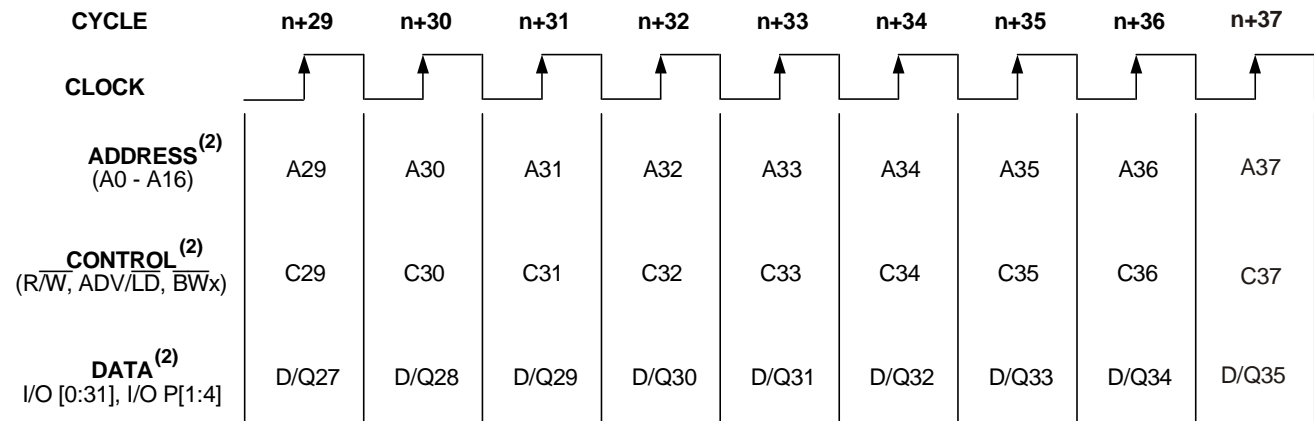 CYCLE n+29 n+30 n+31 n+32 n+33 n+34 n+35 n+36 n+37
CLOCK
ADDRESS(2)
(A0 - A16) A29 A30 A31 A32 A33 A34 A35 A36 A37
CONTROL(2)
(R/W̅, ADV/L̅D̅, B̅W̅x) C29 C30 C31 C32 C33 C34 C35 C36 C37
DATA(2)
I/O [0:31], I/O P[1:4] D/Q27 D/Q28 D/Q29 D/Q30 D/Q31 D/Q32 D/Q33 D/Q34 D/Q35